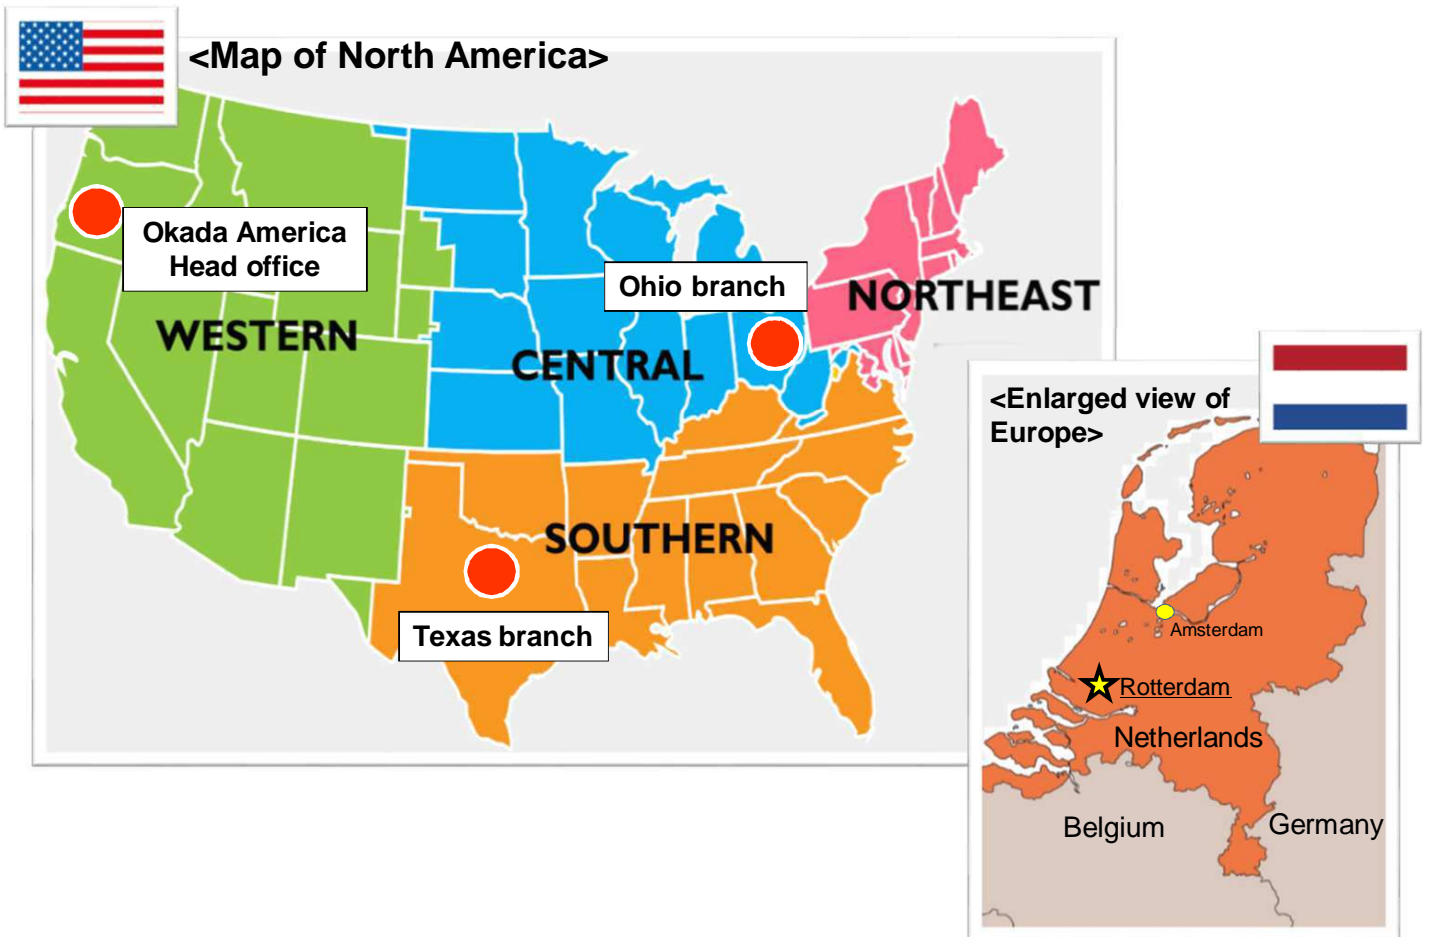 <Map of North America>
Okada America
Head office
Ohio branch
NORTHEAST
WESTERN
CENTRAL
SOUTHERN
Texas branch
<Enlarged view of
Europe>
Amsterdam
Rotterdam
Netherlands
Belgium
Germany